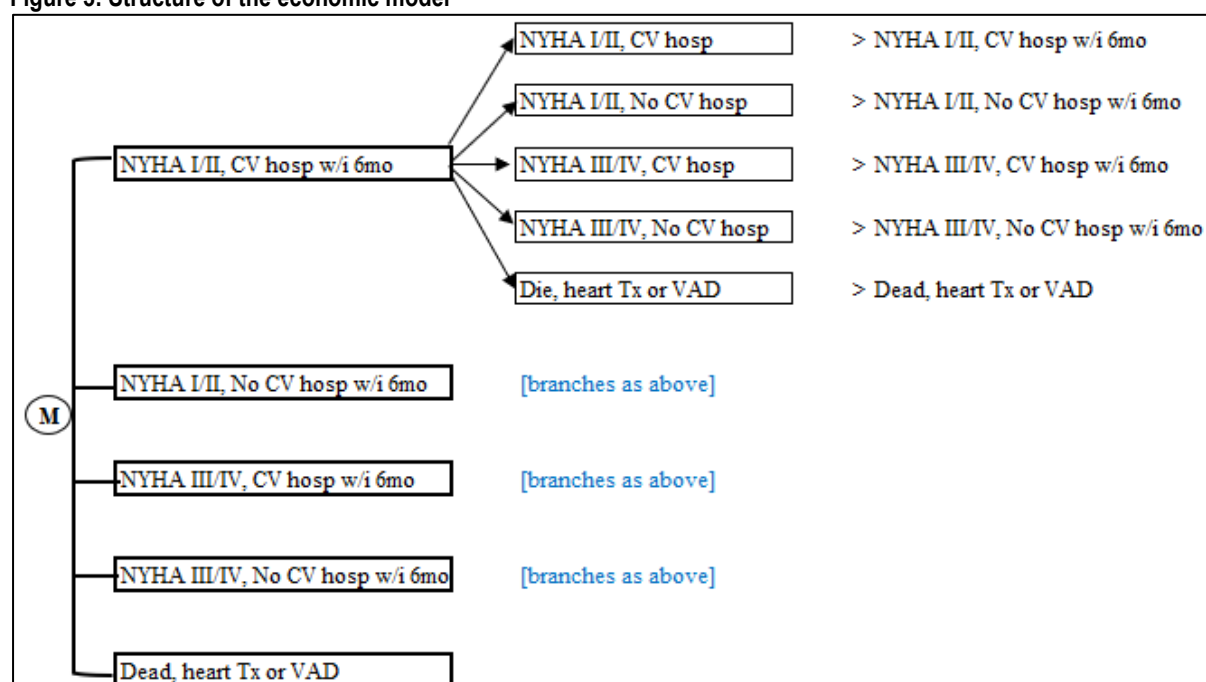 Figure 3: Structure of the economic model
NYHA I/II, CV hosp > NYHA I/II, CV hosp w/i 6mo
NYHA I/II, No CV hosp > NYHA I/II, No CV hosp w/i 6mo
NYHA I/II, CV hosp w/i 6mo NYHA III/IV, CV hosp > NYHA III/IV, CV hosp w/i 6mo
NYHA III/IV, No CV hosp > NYHA III/IV, No CV hosp w/i 6mo
Die, heart Tx or VAD > Dead, heart Tx or VAD
NYHA I/II, No CV hosp w/i 6mo [branches as above]
M
NYHA III/IV, CV hosp w/i 6mo [branches as above]
NYHA III/IV, No CV hosp w/i 6mo [branches as above]
Dead, heart Tx or VAD